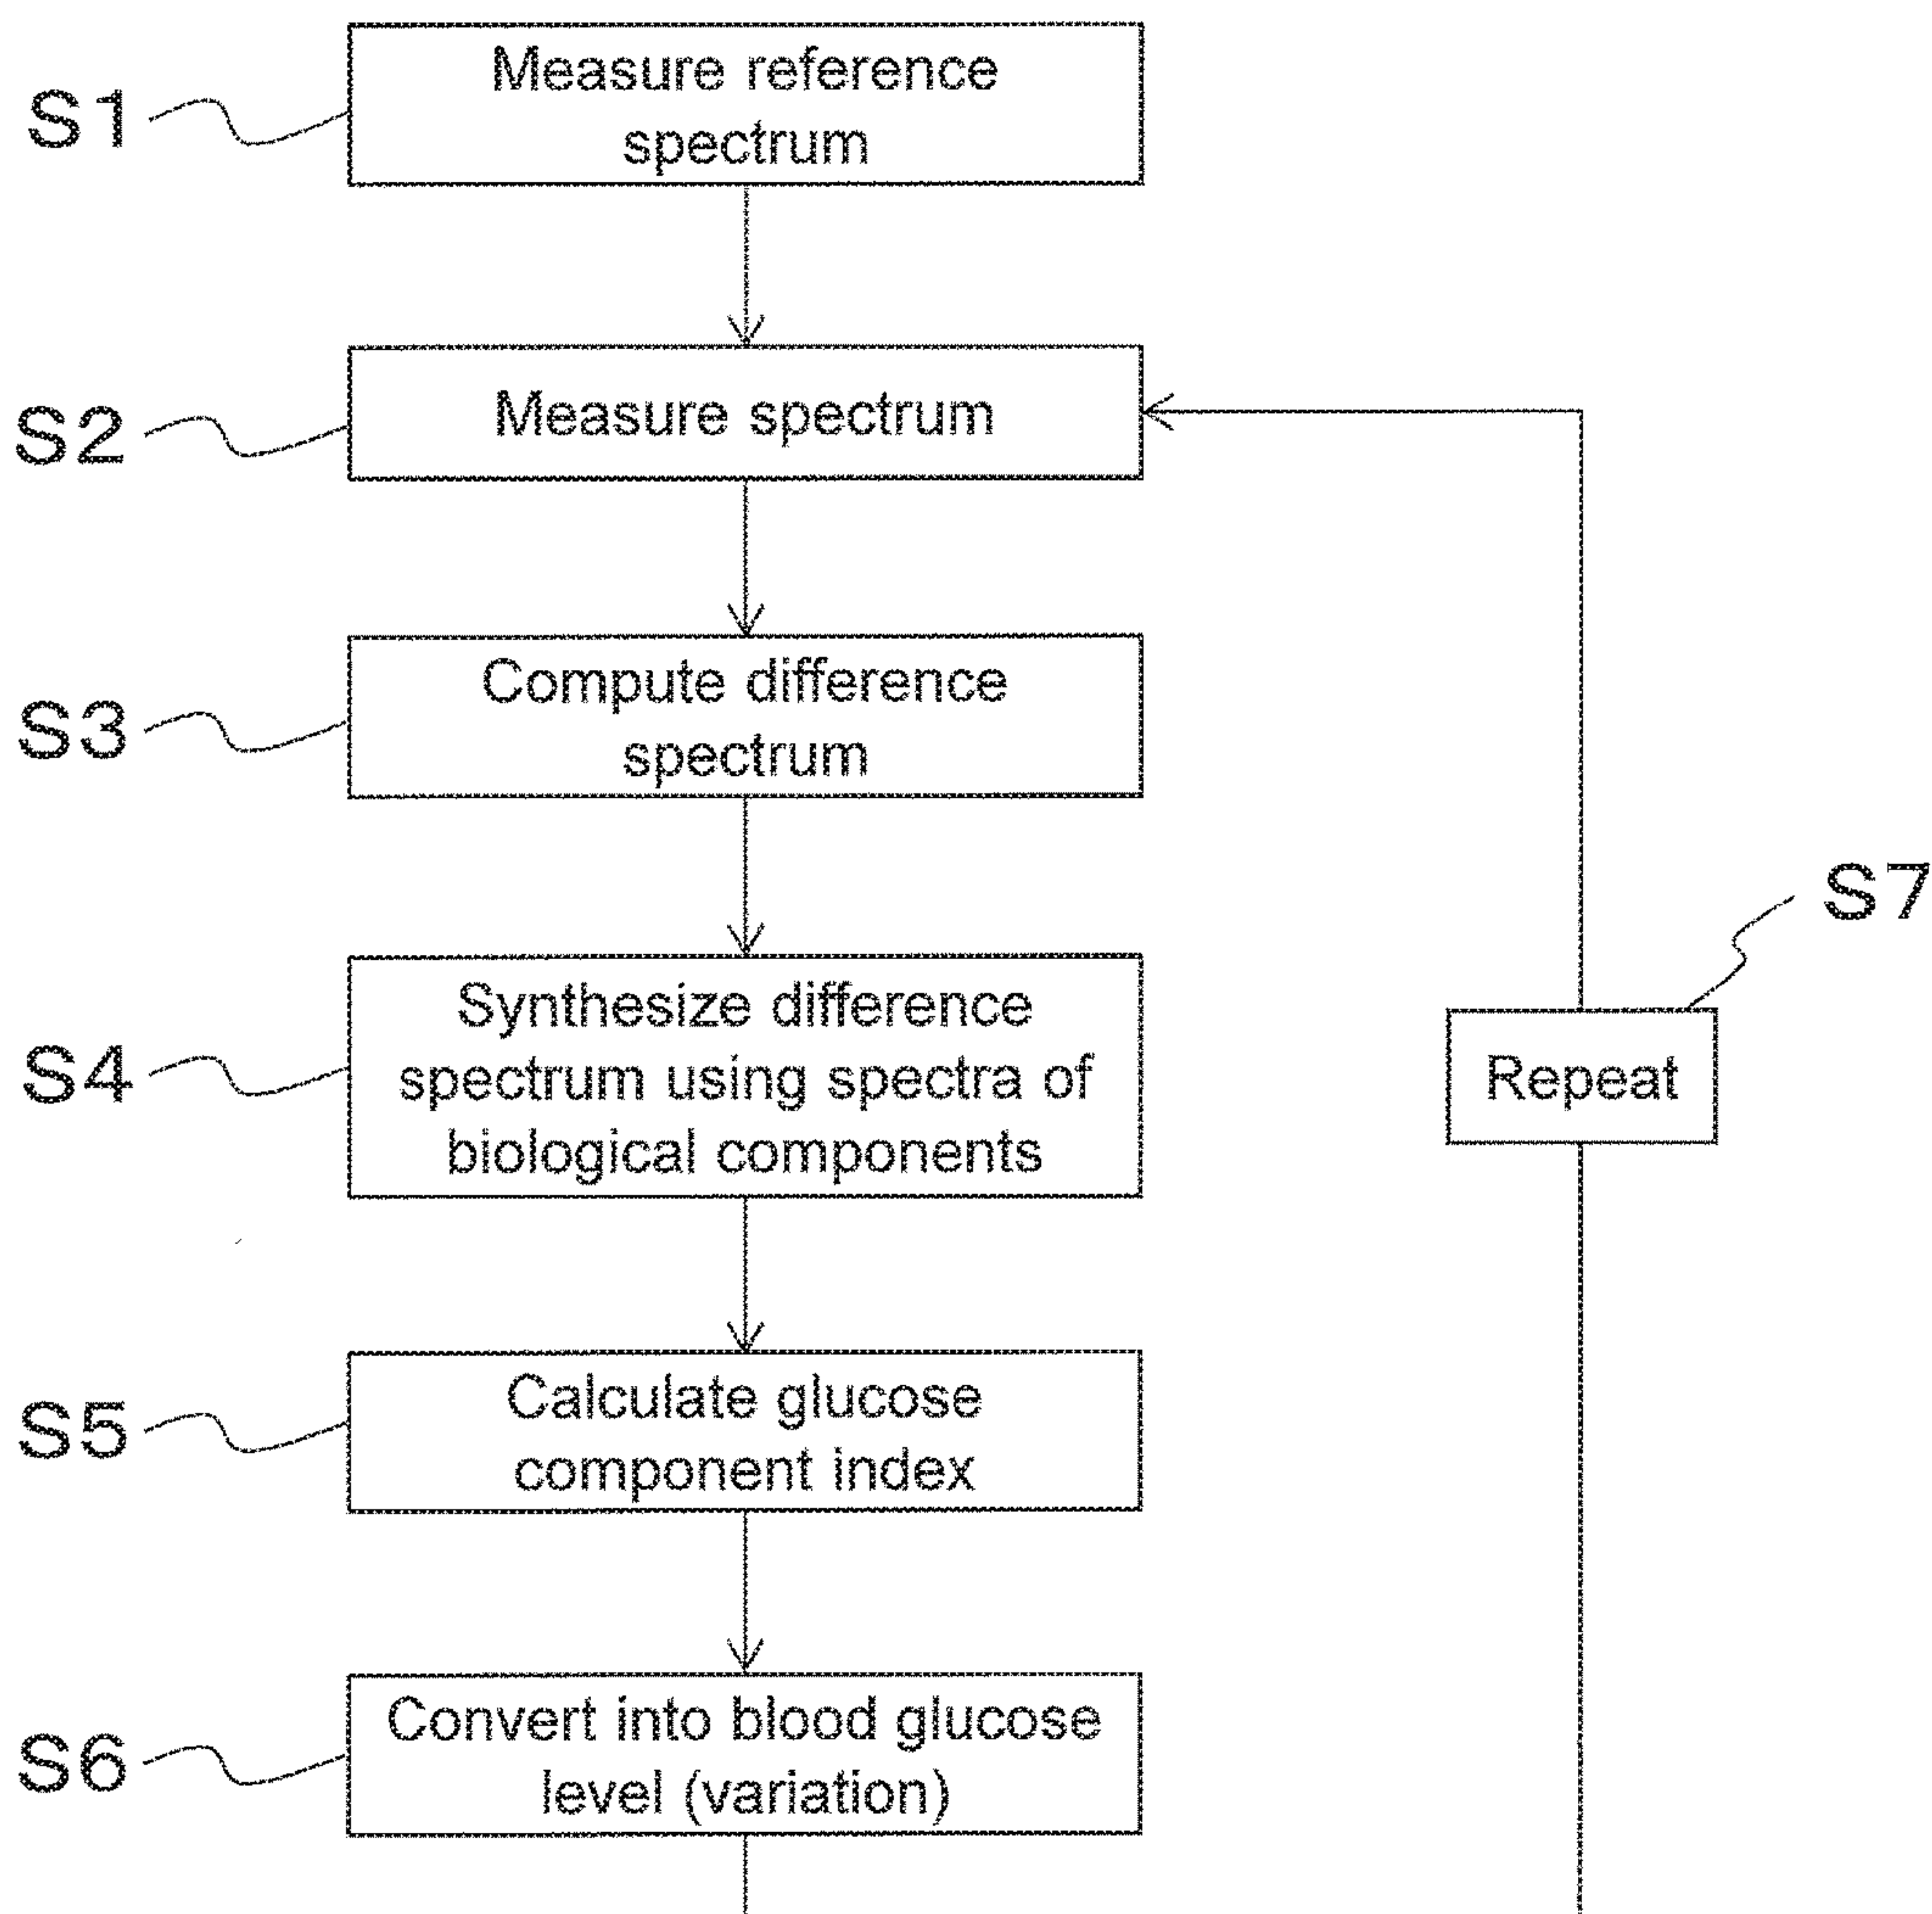 S1
Measure reference
spectrum
S2
Measure spectrum
S3
Compute difference
spectrum
S7
S4
Synthesize difference
spectrum using spectra of
biological components
Repeat
S5
Calculate glucose
component index
S6
Convert into blood glucose
level (variation)